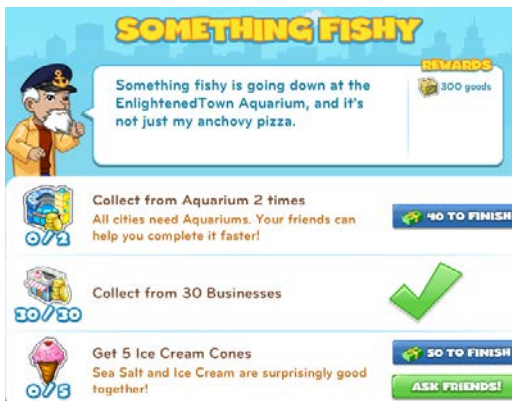 SOMETHING FISHY
Something fishy is going down at the
EnlightenedTown Aquarium, and it's
not just my anchovy pizza.
REWARDS
300 goods
Collect from Aquarium 2 times
All cities need Aquariums. Your friends can
help you complete it faster!
0/2
40 TO FINISH
Collect from 30 Businesses
30/30
Get 5 Ice Cream Cones
Sea Salt and Ice Cream are surprisingly good
together!
0/5
50 TO FINISH
ASK FRIENDS!